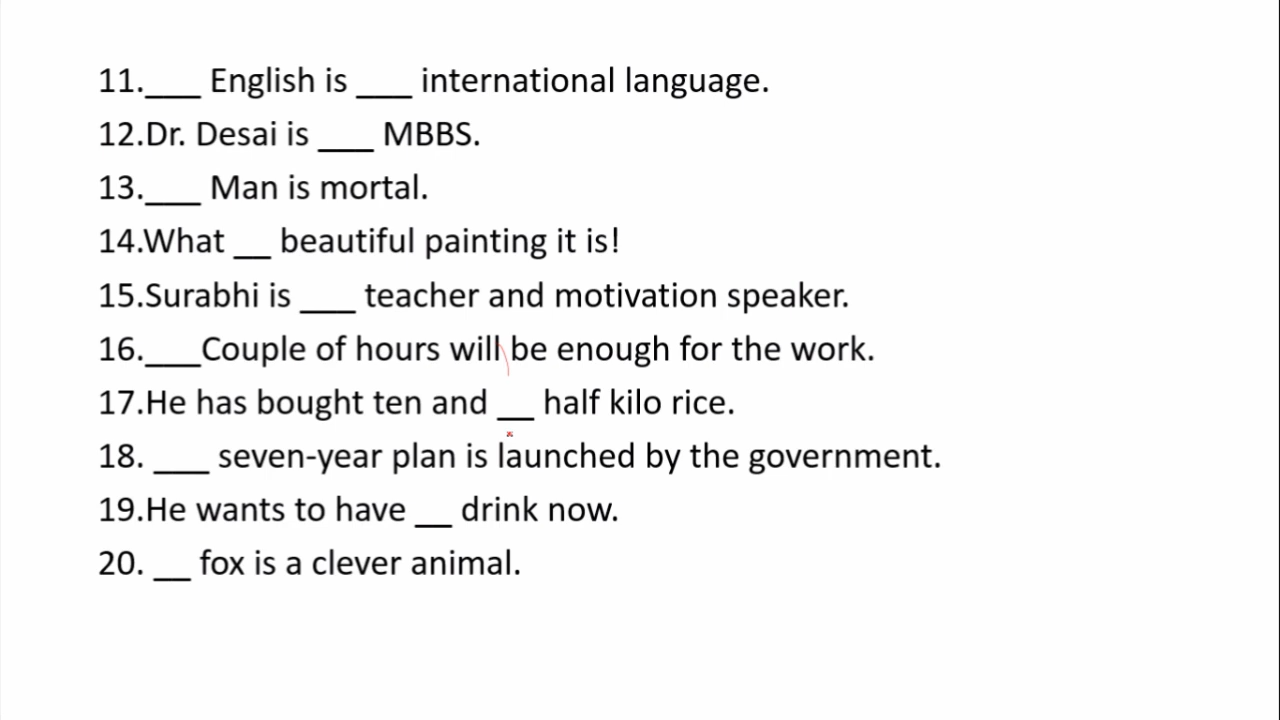 11.___ English is ___ international language.
12.Dr. Desai is ___ MBBS.
13.___ Man is mortal.
14.What __ beautiful painting it is!
15.Surabhi is ___ teacher and motivation speaker.
16.___Couple of hours will be enough for the work.
17.He has bought ten and __ half kilo rice.
18. ___ seven-year plan is launched by the government.
19.He wants to have __ drink now.
20. __ fox is a clever animal.